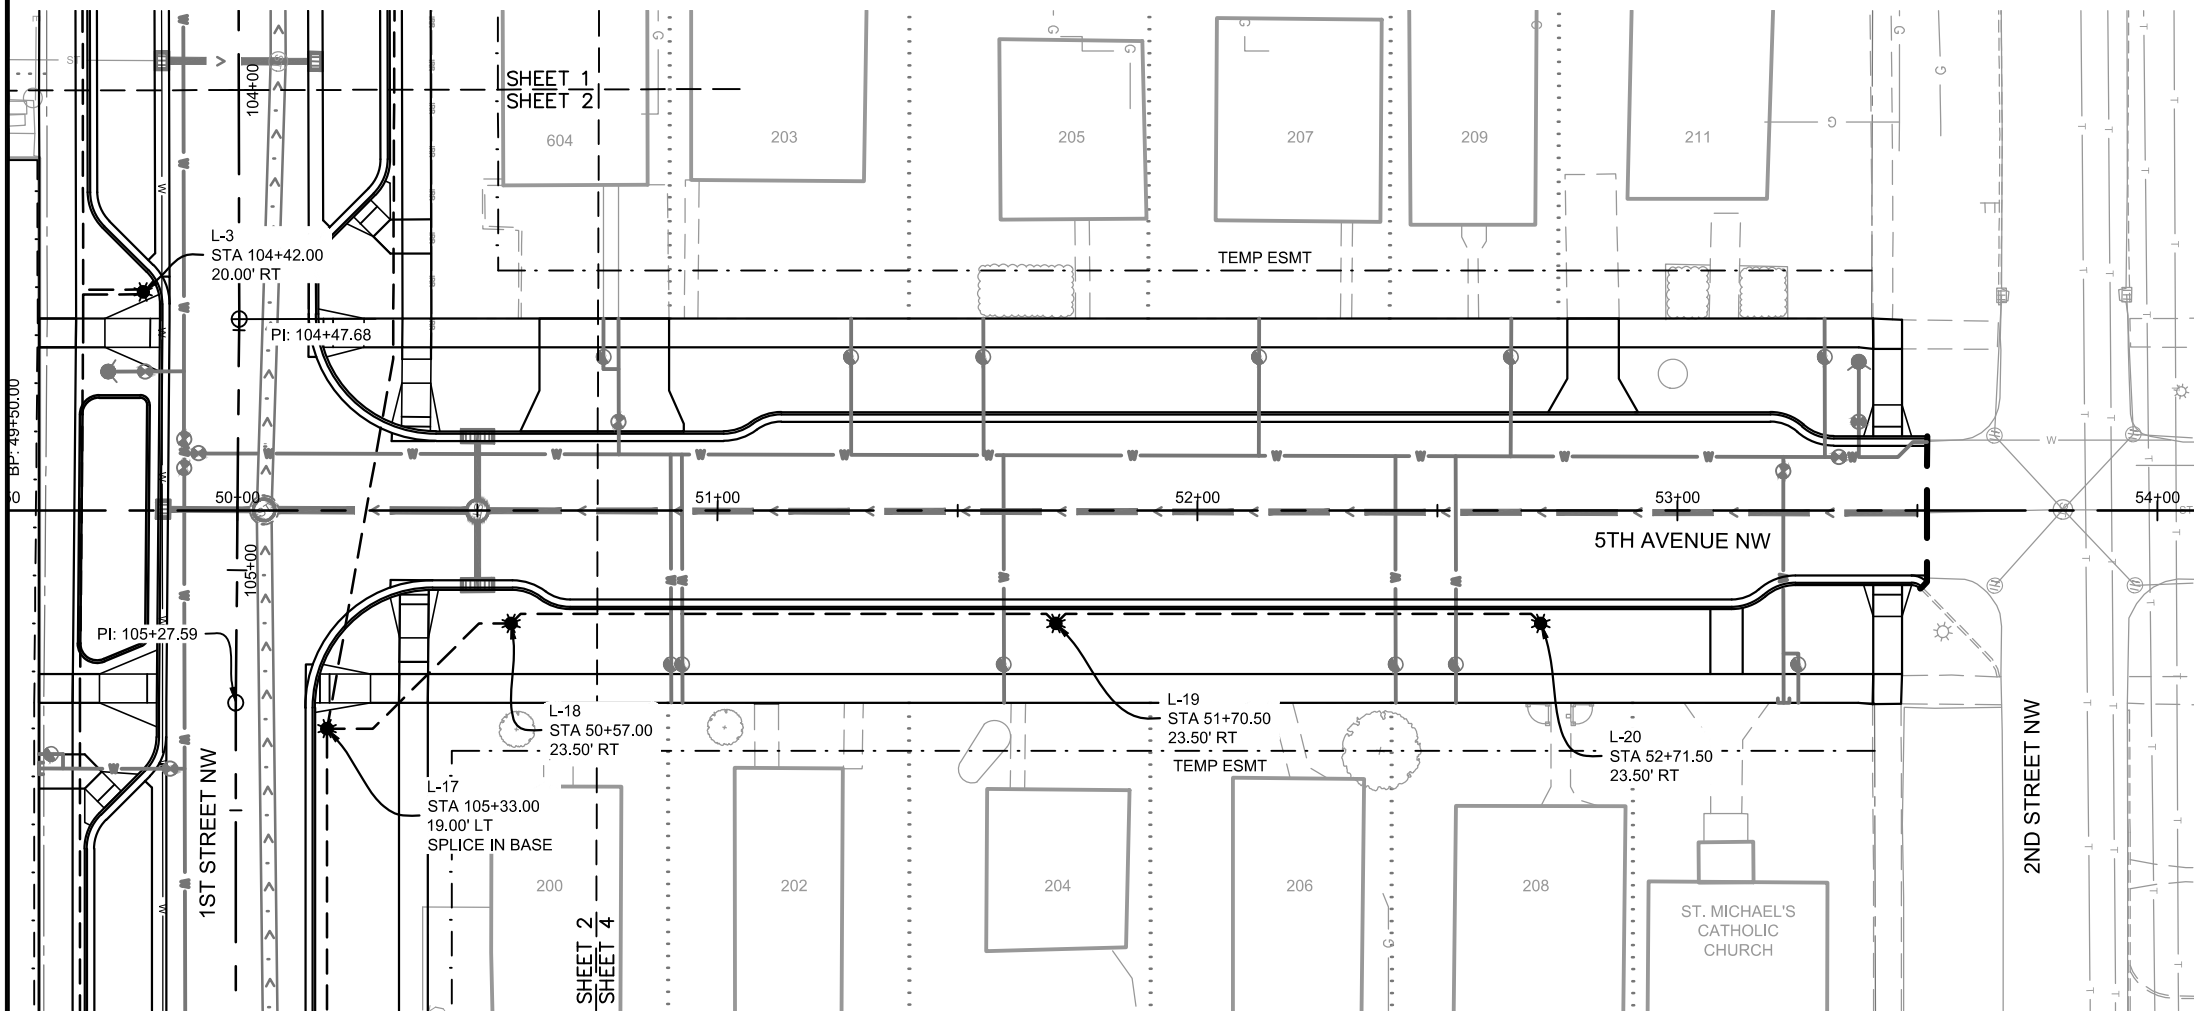 SHEET 1
SHEET 2
604
203
205
207
209
211
104+00
L-3
STA 104+42.00
20.00' RT
TEMP ESMT
PI: 104+47.68
BP: 49+50.00
50+00
51+00
52+00
53+00
54+00
5TH AVENUE NW
105+00
PI: 105+27.59
L-18
STA 50+57.00
23.50' RT
L-19
STA 51+70.50
23.50' RT
TEMP ESMT
L-20
STA 52+71.50
23.50' RT
L-17
STA 105+33.00
19.00' LT
SPLICE IN BASE
1ST STREET NW
2ND STREET NW
200
202
204
206
208
ST. MICHAEL'S
CATHOLIC
CHURCH
SHEET 2
SHEET 4